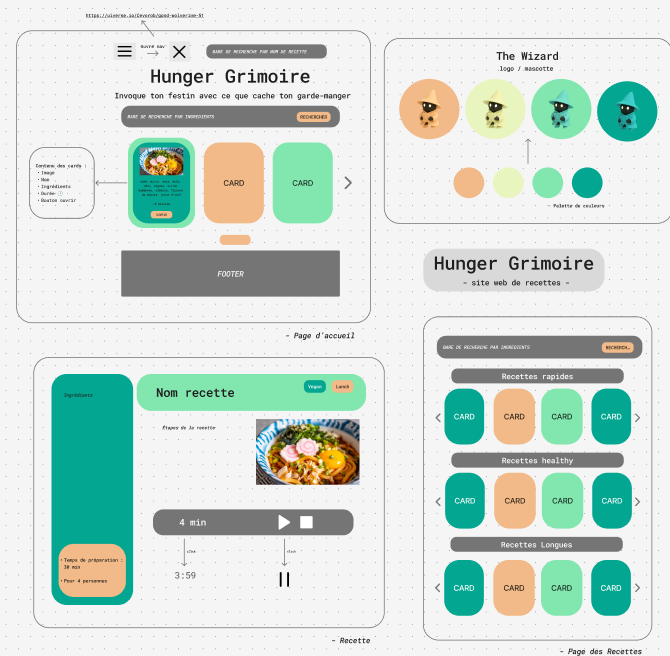 https://uiverse.io/Cevorob/good-wolverine-51
BARE DE RECHERCHE PAR NOM DE RECETTE
Hunger Grimoire
Invoque ton festin avec ce que cache ton garde-manger
BARE DE RECHERCHE PAR INGREDIENTS
RECHERCHER
Contenu des cards :
• Image
• Nom
• Ingrédients
• Durée
• Bouton ouvrir
CARD
CARD
FOOTER
- Page d'accueil
The Wizard
logo / mascotte
- Palette de couleurs
Hunger Grimoire
- site web de recettes -
Ingrédients
Nom recette
Vegan
Lunch
Étapes de la recette
4 min
click
click
3:59
• Temps de préparation :
30 min
• Pour 4 personnes
- Recette
BARE DE RECHERCHE PAR INGREDIENTS
RECHERCH…
Recettes rapides
CARD
CARD
CARD
CARD
Recettes healthy
CARD
CARD
CARD
CARD
Recettes Longues
CARD
CARD
CARD
CARD
- Page des Recettes